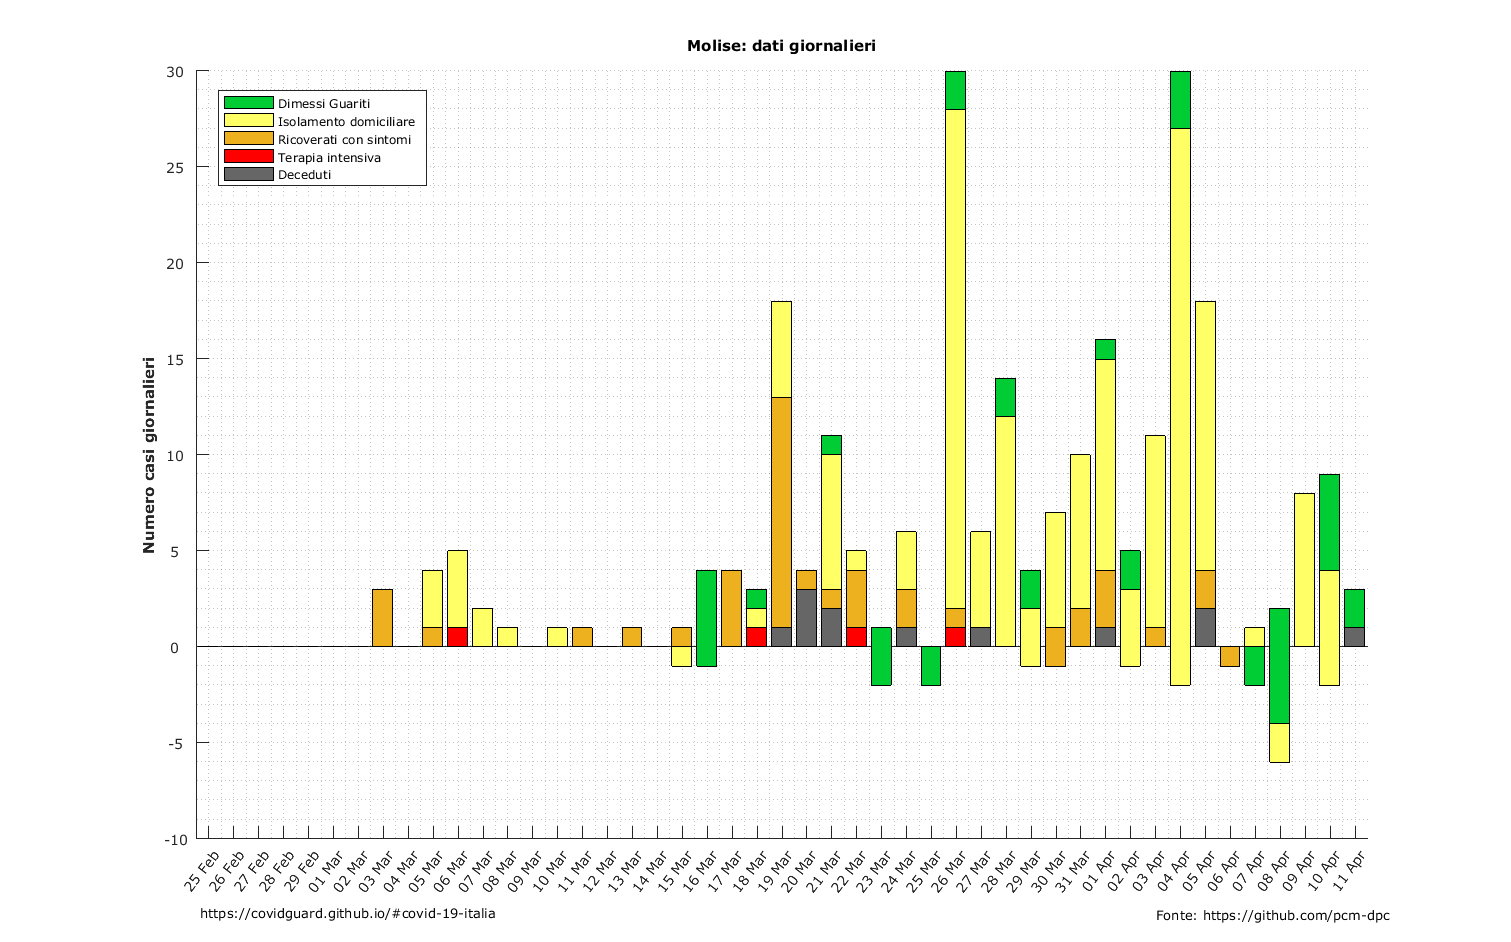 Molise: dati giornalieri
30
25
20
15
10
5
0
-5
-10
Numero casi giornalieri
Dimessi Guariti
Isolamento domiciliare
Ricoverati con sintomi
Terapia intensiva
Deceduti
25 Feb
26 Feb
27 Feb
28 Feb
29 Feb
01 Mar
02 Mar
03 Mar
04 Mar
05 Mar
06 Mar
07 Mar
08 Mar
09 Mar
10 Mar
11 Mar
12 Mar
13 Mar
14 Mar
15 Mar
16 Mar
17 Mar
18 Mar
19 Mar
20 Mar
21 Mar
22 Mar
23 Mar
24 Mar
25 Mar
26 Mar
27 Mar
28 Mar
29 Mar
30 Mar
31 Mar
01 Apr
02 Apr
03 Apr
04 Apr
05 Apr
06 Apr
07 Apr
08 Apr
09 Apr
10 Apr
11 Apr
https://covidguard.github.io/#covid-19-italia
Fonte: https://github.com/pcm-dpc